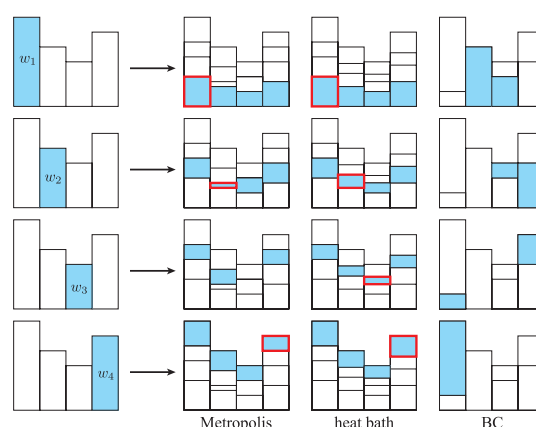 w₁
w₂
w₃
w₄
Metropolis heat bath BC